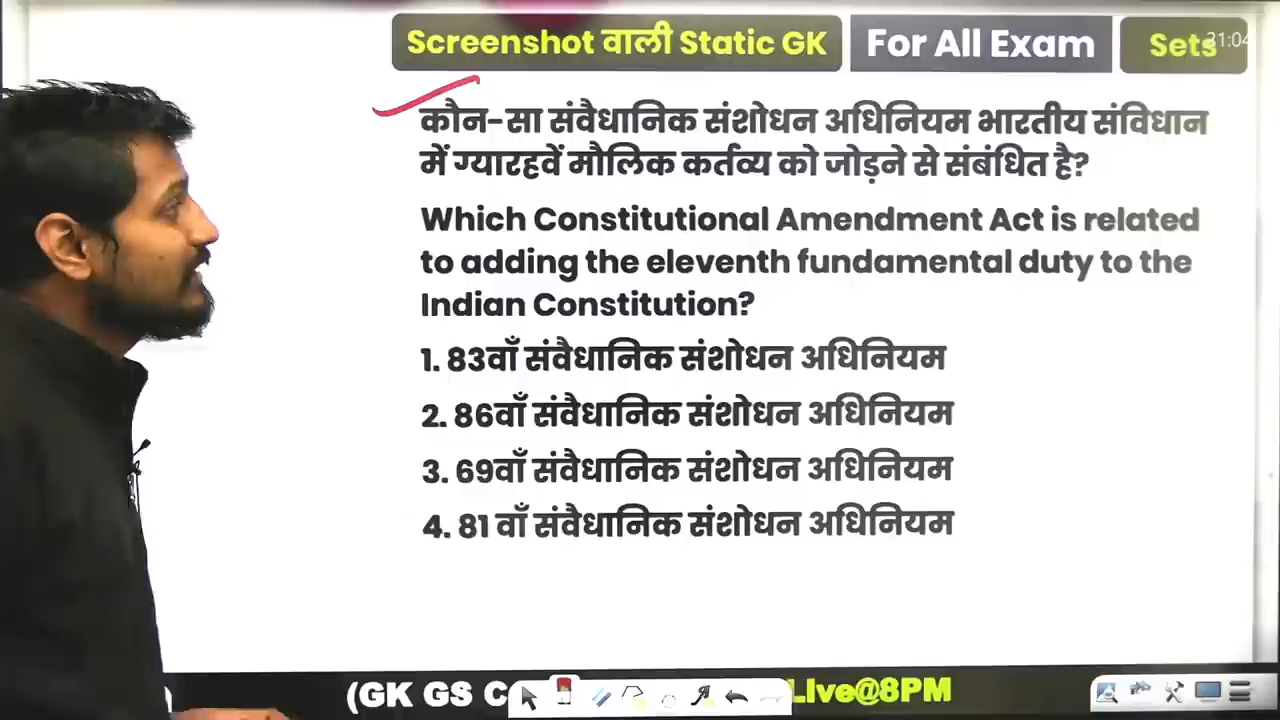 Screenshot वाली Static GK For All Exam Sets 21:04
कौन-सा संवैधानिक संशोधन अधिनियम भारतीय संविधान
में ग्यारहवें मौलिक कर्तव्य को जोड़ने से संबंधित है?
Which Constitutional Amendment Act is related
to adding the eleventh fundamental duty to the
Indian Constitution?
1. 83वाँ संवैधानिक संशोधन अधिनियम
2. 86वाँ संवैधानिक संशोधन अधिनियम
3. 69वाँ संवैधानिक संशोधन अधिनियम
4. 81 वाँ संवैधानिक संशोधन अधिनियम
(GK GS C LIve@8PM